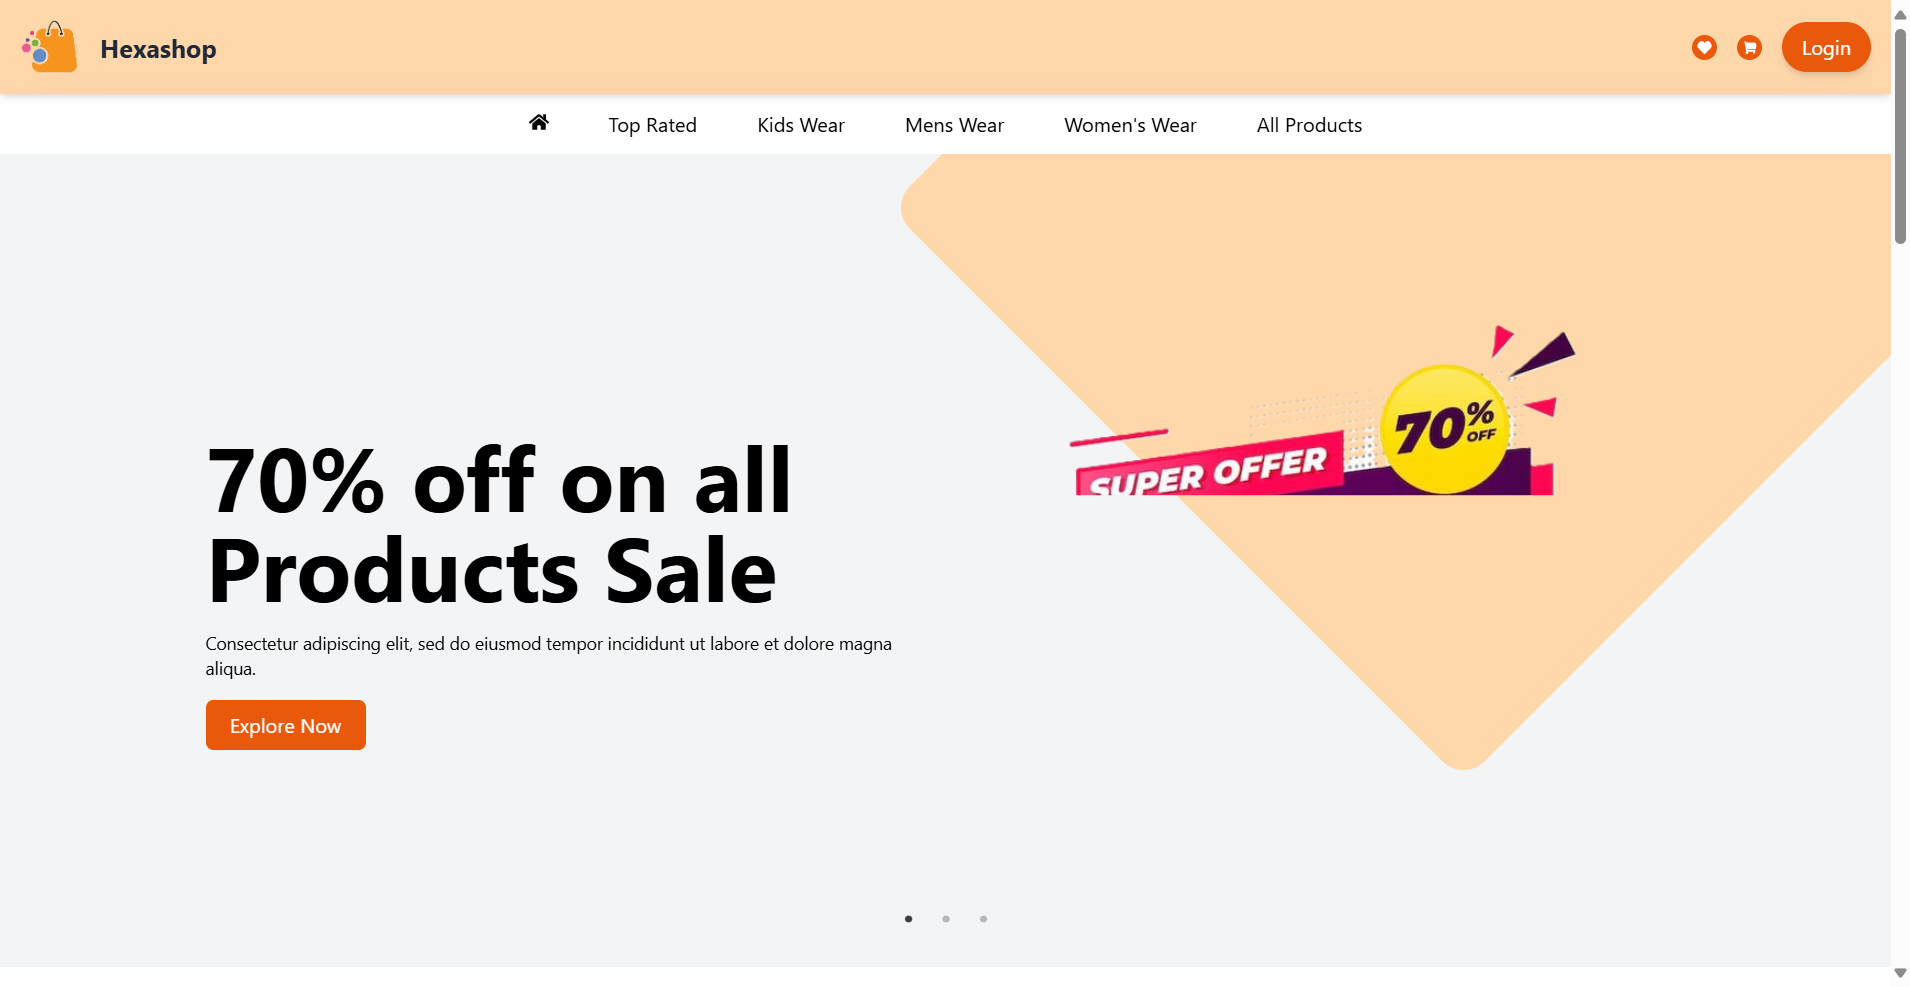 Hexashop
Login
Top Rated
Kids Wear
Mens Wear
Women's Wear
All Products
70% off on all
Products Sale
Consectetur adipiscing elit, sed do eiusmod tempor incididunt ut labore et dolore magna
aliqua.
Explore Now
SUPER OFFER
70%
OFF